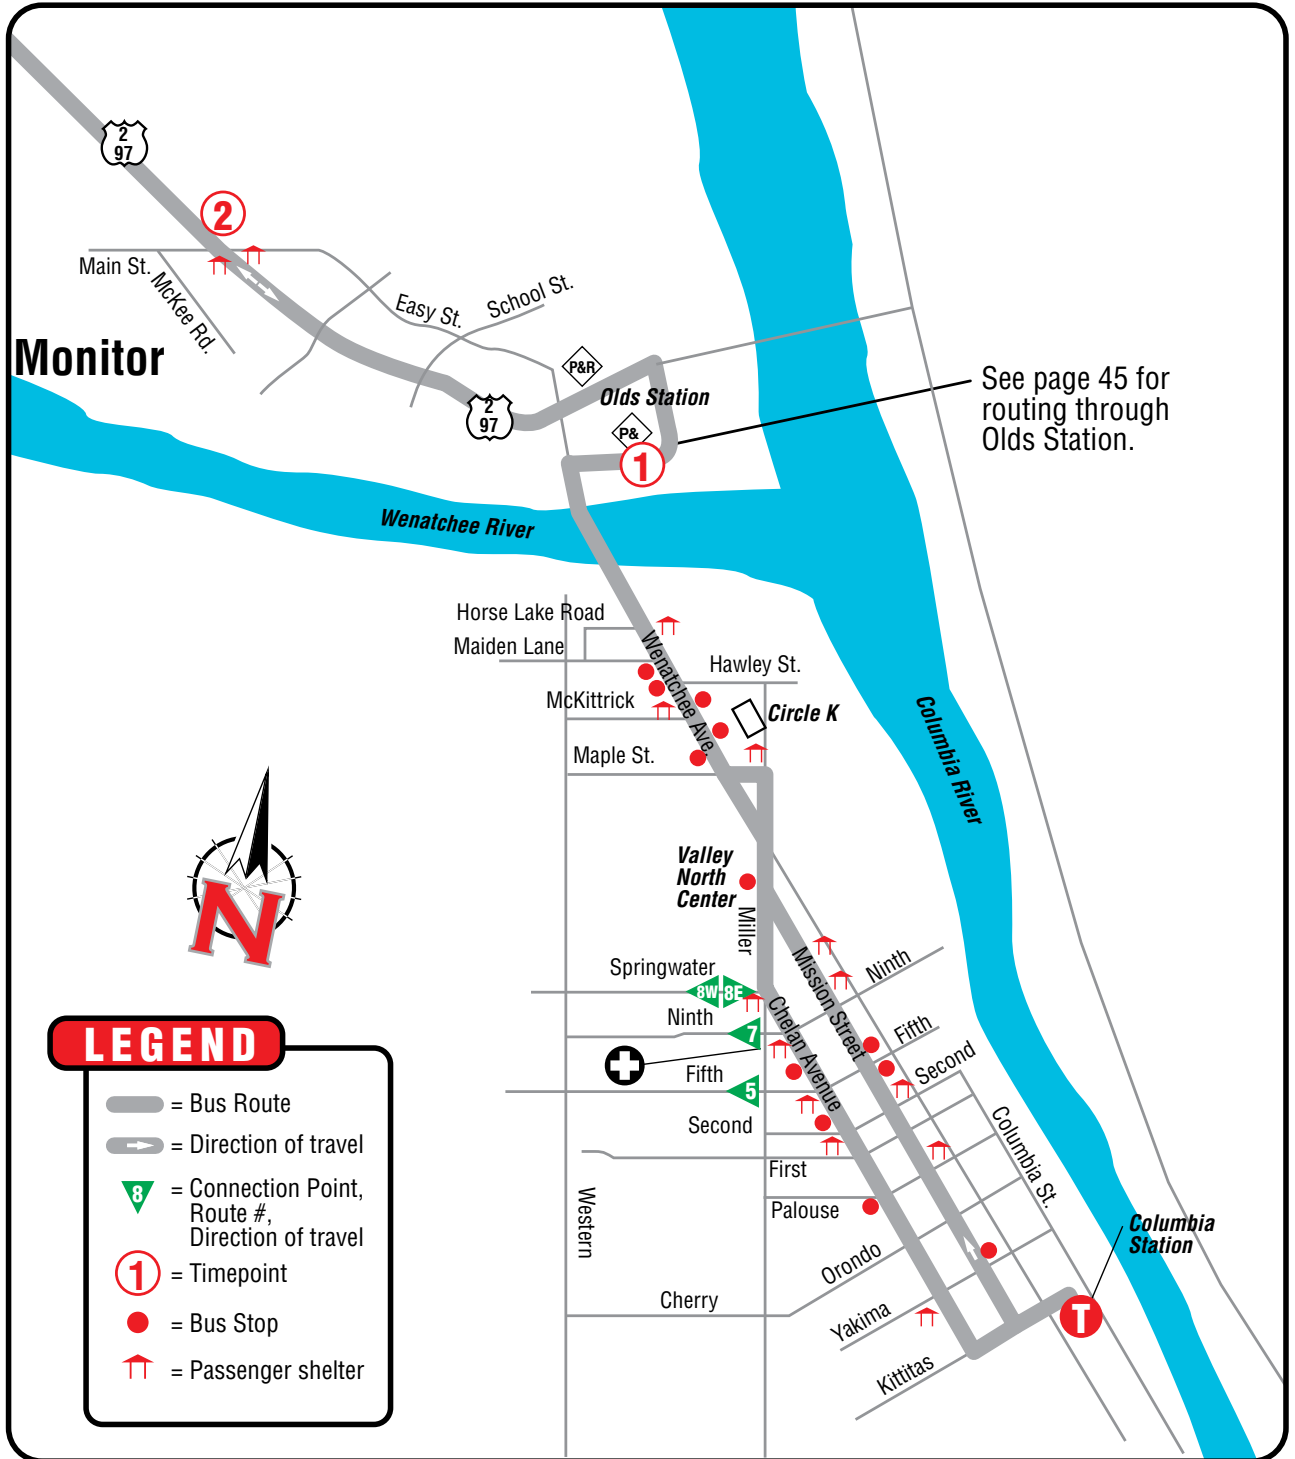 2
97
2
Main St.
McKee Rd.
Easy St.
School St.
Monitor
P&R
Olds Station
2
97
P&
1
See page 45 for
routing through
Olds Station.
Wenatchee River
Horse Lake Road
Maiden Lane
Wenatchee Ave.
Hawley St.
McKittrick
Circle K
Maple St.
Columbia River
Valley
North
Center
Miller
Mission Street
Ninth
Springwater
8W
8E
Chelan Avenue
Ninth
7
Fifth
Fifth
5
Second
Second
Columbia St.
First
Western
Palouse
Columbia
Station
Orondo
Cherry
Yakima
T
Kittitas
N
LEGEND
= Bus Route
= Direction of travel
8
= Connection Point,
Route #,
Direction of travel
1
= Timepoint
= Bus Stop
= Passenger shelter